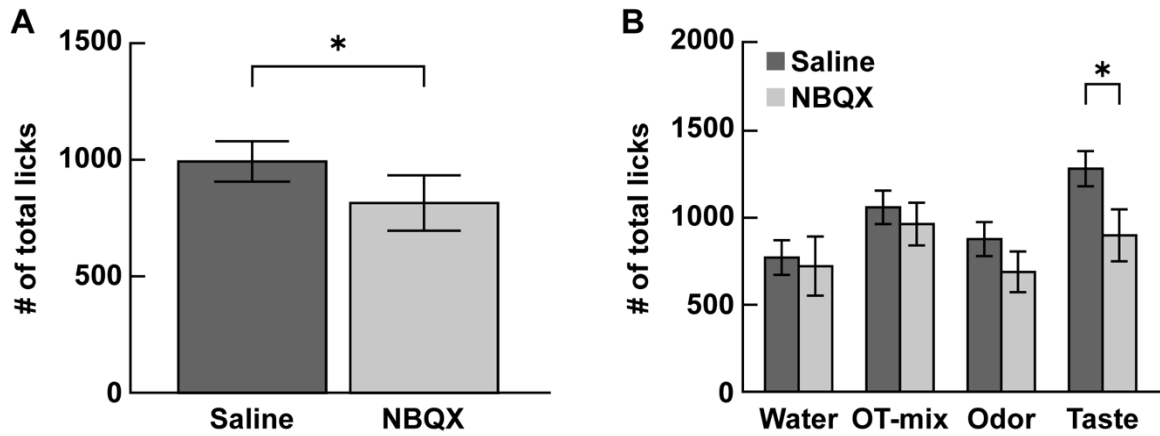 A
# of total licks
1500
1000
500
0
*
Saline
NBQX
B
# of total licks
2000
1500
1000
500
0
Saline
NBQX
*
Water OT-mix Odor Taste